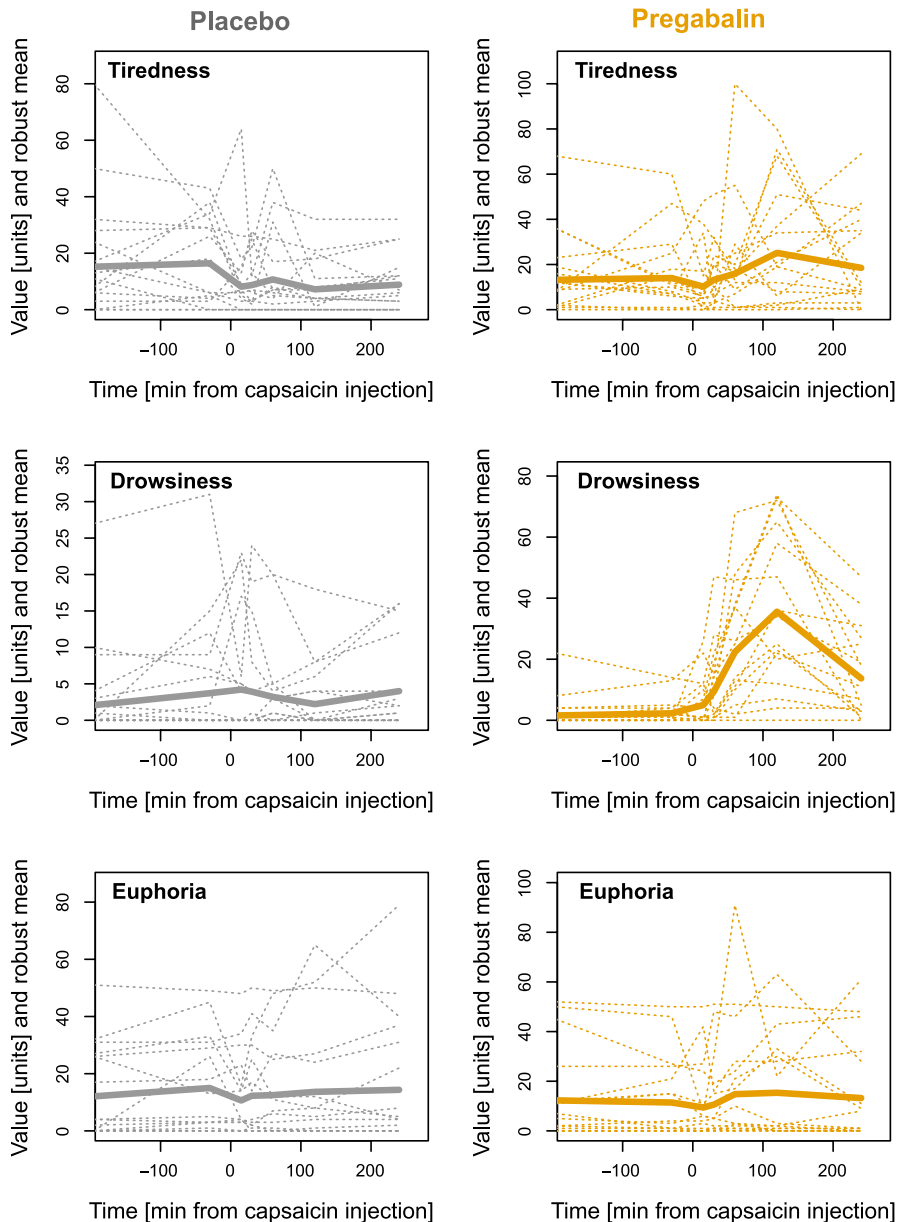 Placebo
Pregabalin
Tiredness
Value [units] and robust mean
0
20
40
60
80
–100
0
100
200
Time [min from capsaicin injection]
Tiredness
Value [units] and robust mean
0
20
40
60
80
100
–100
0
100
200
Time [min from capsaicin injection]
Drowsiness
Value [units] and robust mean
0
5
10
15
20
25
30
35
–100
0
100
200
Time [min from capsaicin injection]
Drowsiness
Value [units] and robust mean
0
20
40
60
80
–100
0
100
200
Time [min from capsaicin injection]
Euphoria
Value [units] and robust mean
0
20
40
60
80
–100
0
100
200
Time [min from capsaicin injection]
Euphoria
Value [units] and robust mean
0
20
40
60
80
100
–100
0
100
200
Time [min from capsaicin injection]